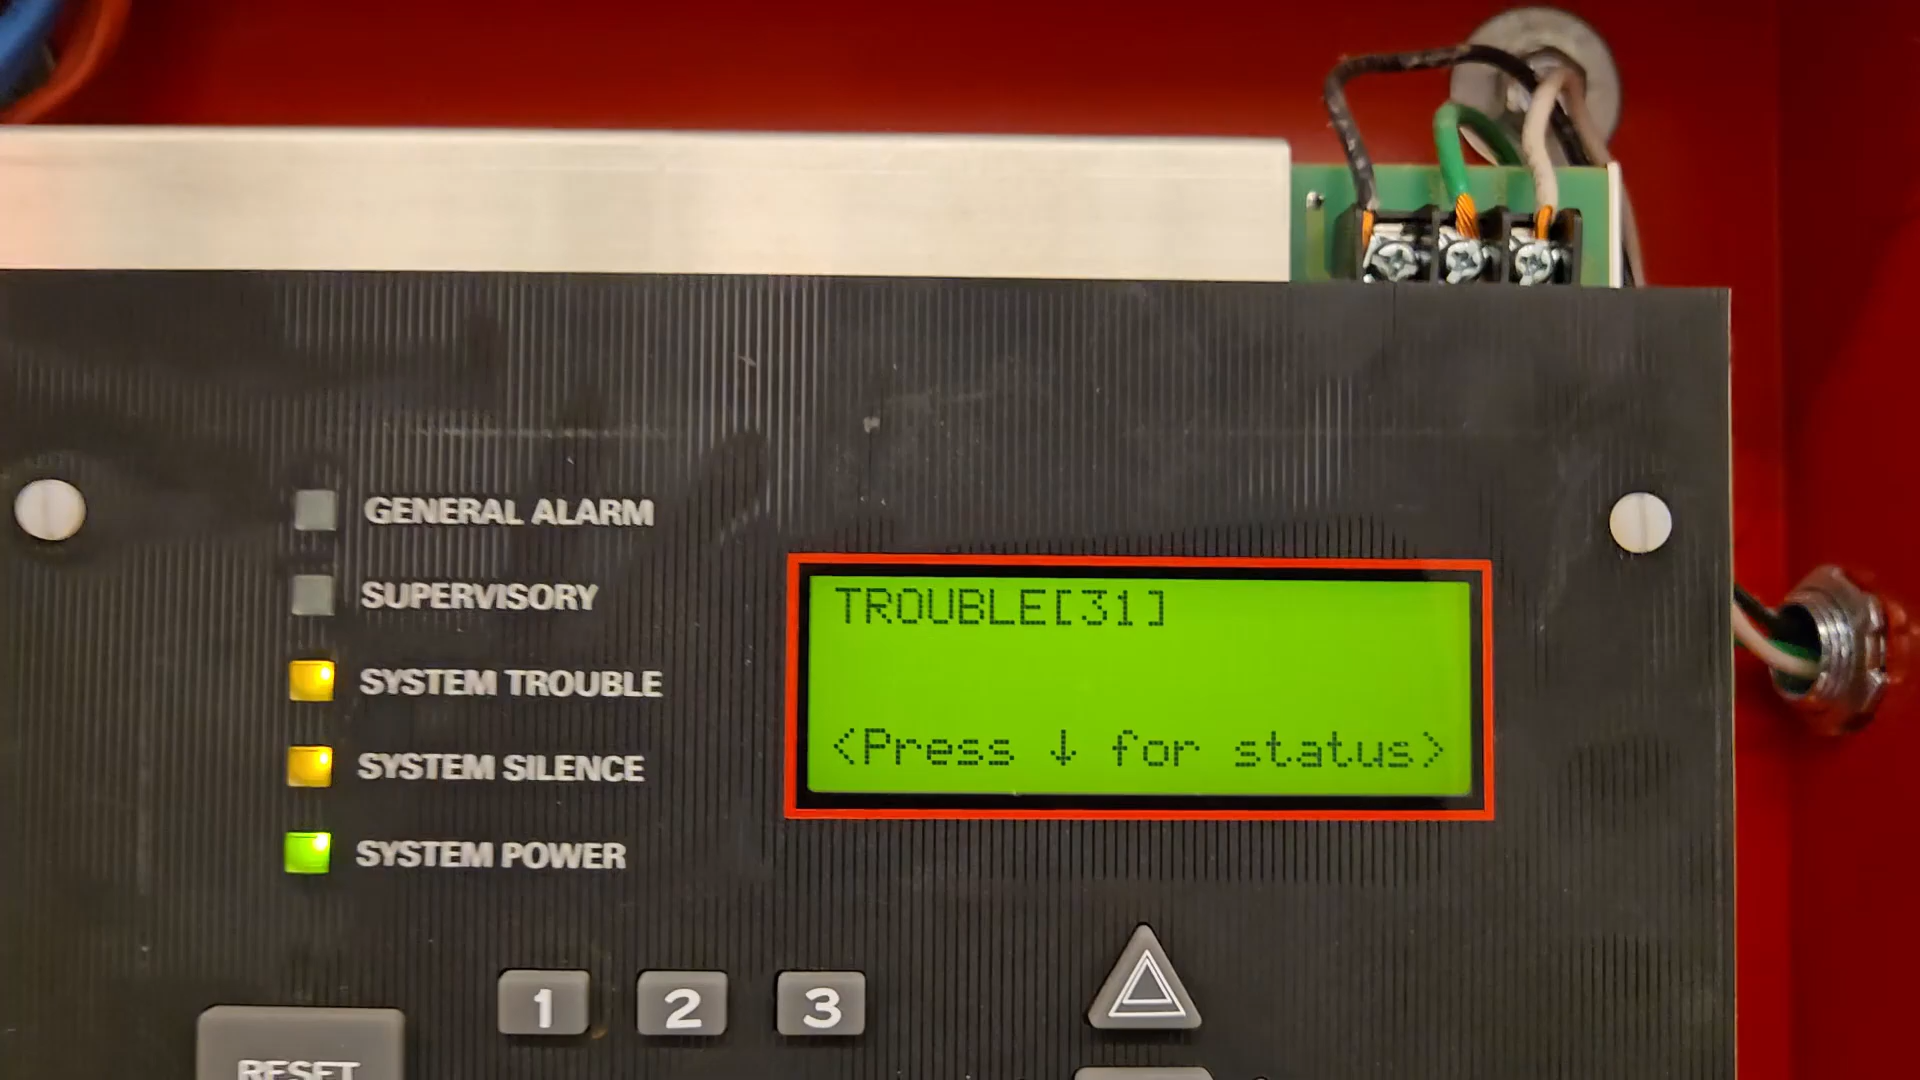 GENERAL ALARM
SUPERVISORY
SYSTEM TROUBLE
SYSTEM SILENCE
SYSTEM POWER
TROUBLE[31]
<Press ↓ for status>
1 2 3
RESET